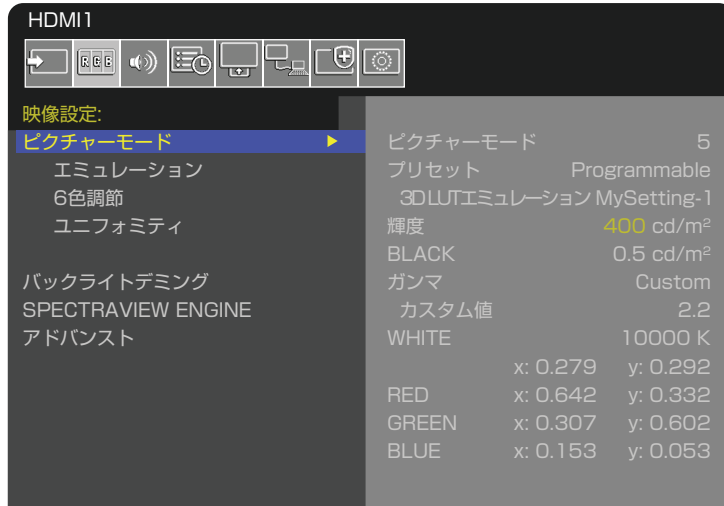 HDMI1
RGB
映像設定:
ピクチャーモード
エミュレーション
6色調節
ユニフォミティ
バックライトデミング
SPECTRAVIEW ENGINE
アドバンスト
ピクチャーモード 5
プリセット Programmable
3D LUTエミュレーション MySetting-1
輝度 400 cd/m²
BLACK 0.5 cd/m²
ガンマ Custom
カスタム値 2.2
WHITE 10000 K
x: 0.279 y: 0.292
RED x: 0.642 y: 0.332
GREEN x: 0.307 y: 0.602
BLUE x: 0.153 y: 0.053